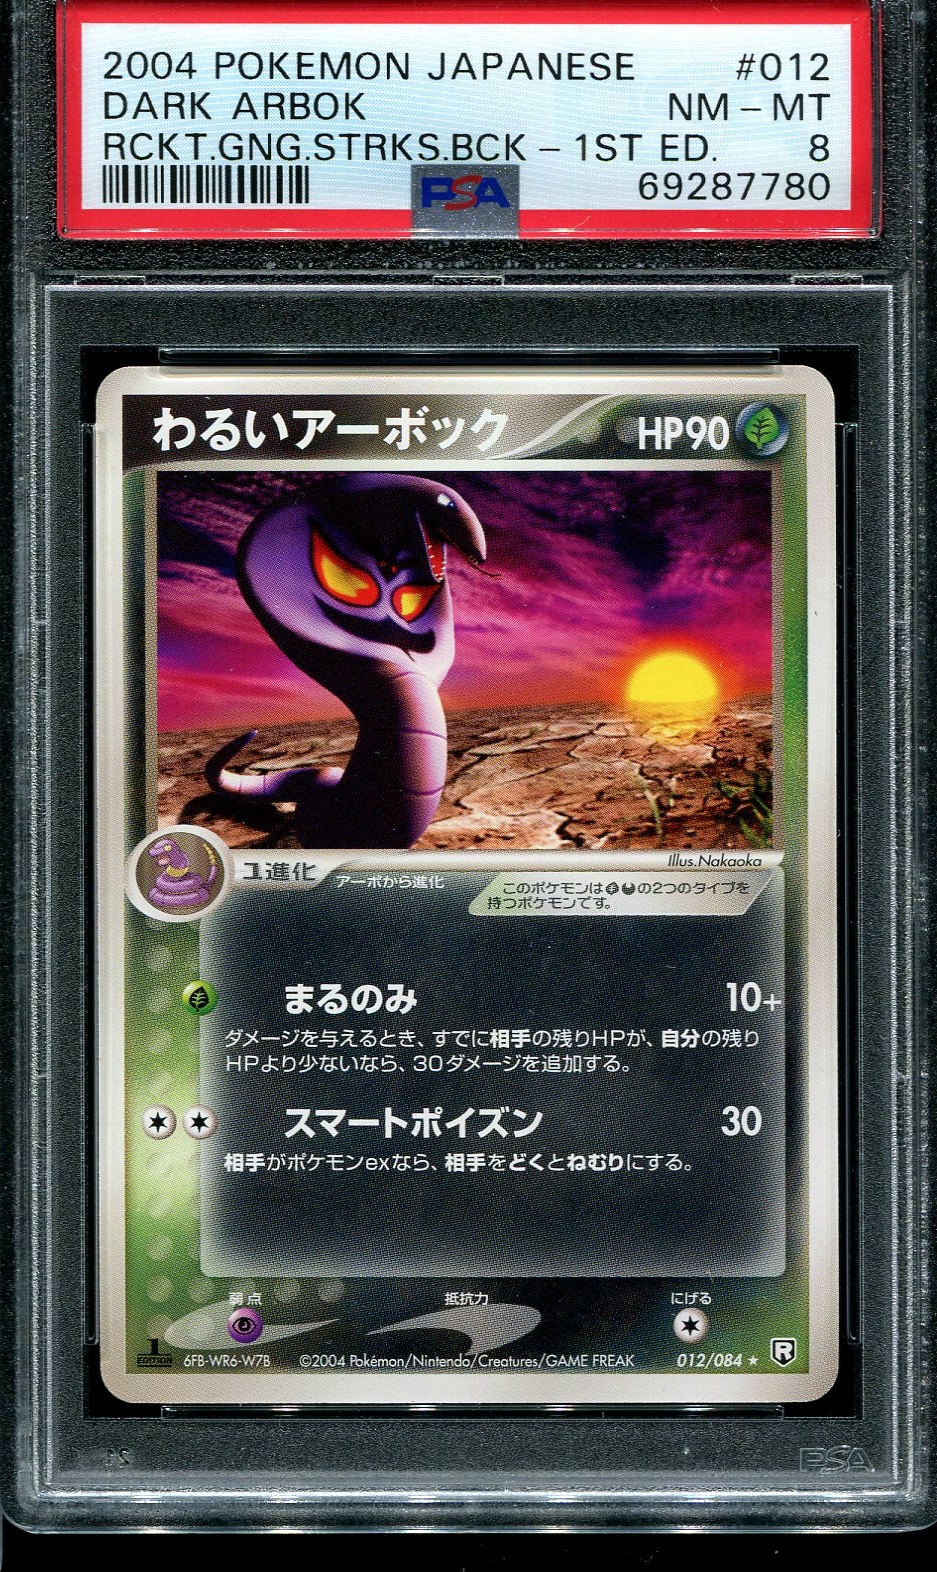 2004 POKEMON JAPANESE #012
DARK ARBOK NM - MT
RCKT.GNG.STRKS.BCK - 1ST ED. 8
69287780
PSA
わるいアーボック HP90
Illus.Nakaoka
1進化 アーボから進化
このポケモンはの2つのタイプを
持つポケモンです。
まるのみ 10+
ダメージを与えるとき、すでに相手の残りHPが、自分の残り
HPより少ないなら、30ダメージを追加する。
スマートポイズン 30
相手がポケモンexなら、相手をどくとねむりにする。
弱点 抵抗力 にげる
1 EDITION 6FB-WR6-W7B ©2004 Pokémon/Nintendo/Creatures/GAME FREAK 012/084 ★ R
PSA